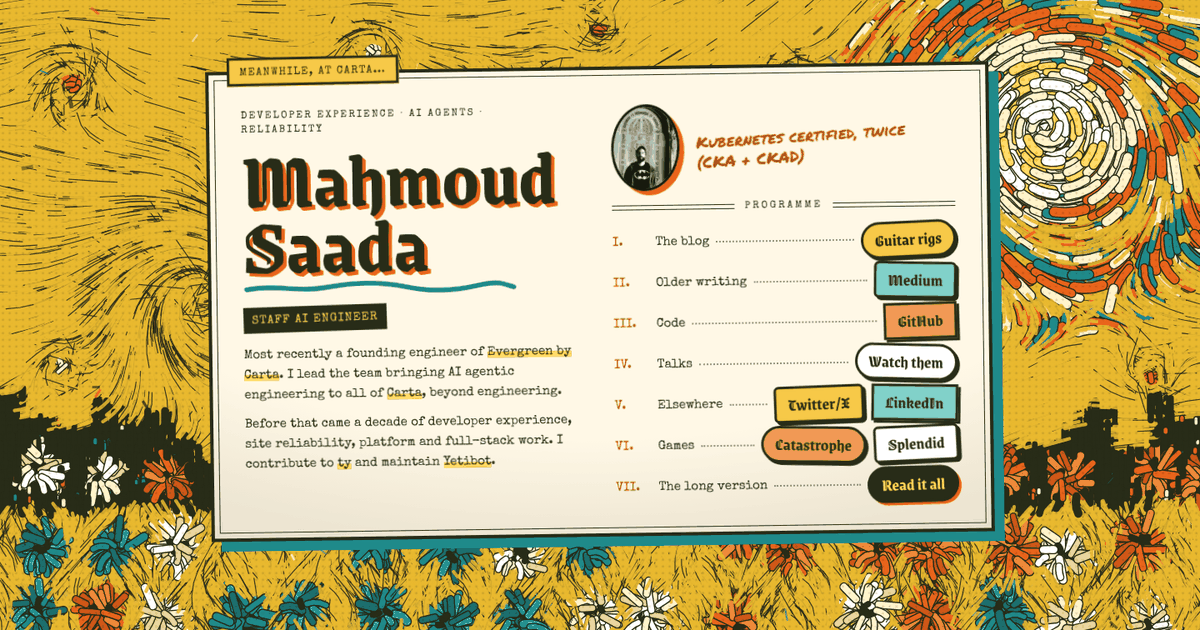 MEANWHILE, AT CARTA...
DEVELOPER EXPERIENCE · AI AGENTS ·
RELIABILITY
Mahmoud
Saada
STAFF AI ENGINEER
Most recently a founding engineer of Evergreen by
Carta. I lead the team bringing AI agentic
engineering to all of Carta, beyond engineering.
Before that came a decade of developer experience,
site reliability, platform and full-stack work. I
contribute to ty and maintain Yetibot.
KUBERNETES CERTIFIED, TWICE
(CKA + CKAD)
PROGRAMME
I. The blog Guitar rigs
II. Older writing Medium
III. Code GitHub
IV. Talks Watch them
V. Elsewhere Twitter/X LinkedIn
VI. Games Catastrophe Splendid
VII. The long version Read it all